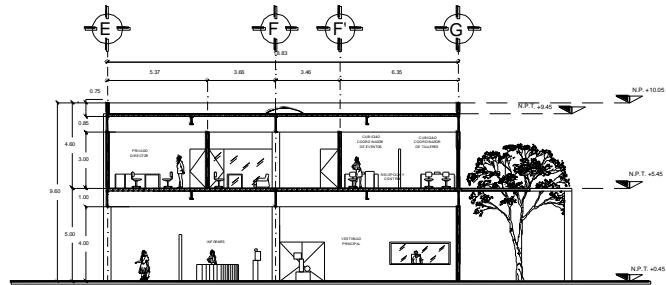 E F F' G
8.83
5.37 3.66 3.46 6.35
0.75
N.P. +10.05
N.P.T. +9.45
0.85
4.60
PRIVADO
DIRECTOR
CUBICULO
COORDINADOR
DE EVENTOS
CUBICULO
COORDINADOR
DE TALLERES
3.00
RECEPCION Y
CONTROL
N.P.T. +5.45
9.60
1.00
5.00
4.00
INFORMES
VESTIBULO
PRINCIPAL
N.P.T. +0.45